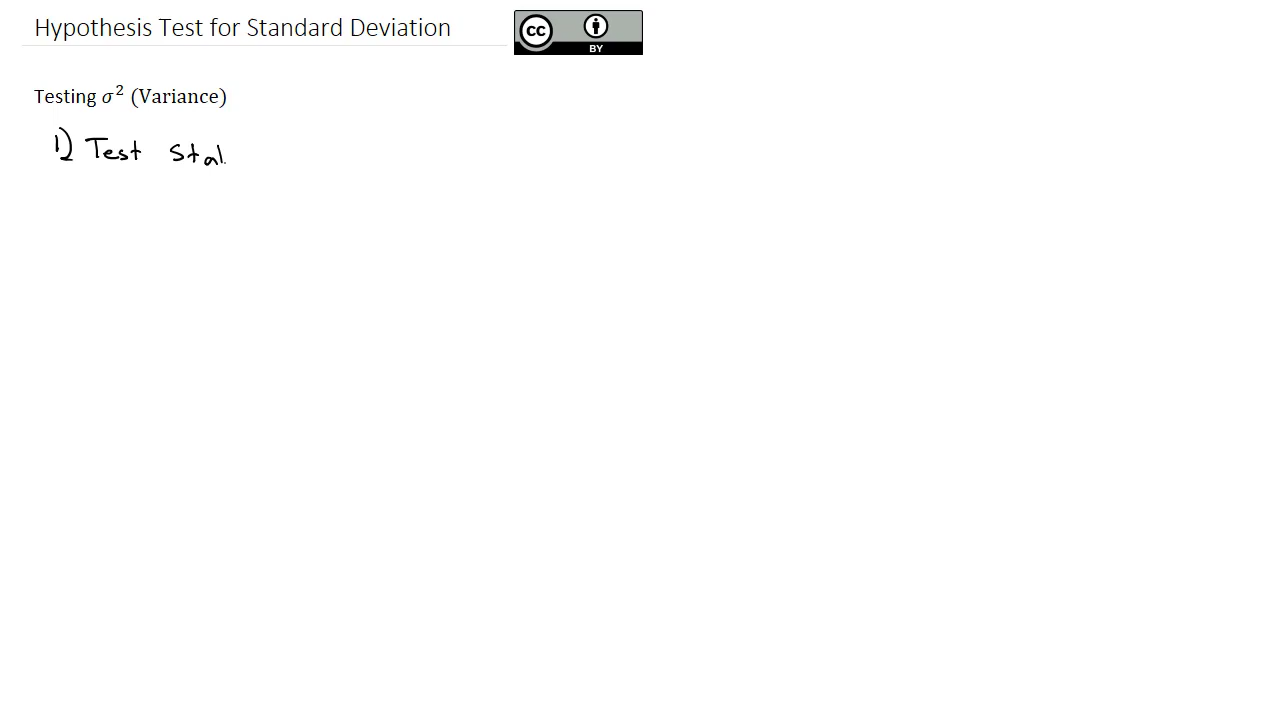 Hypothesis Test for Standard Deviation
cc BY
Testing σ² (Variance)
1) Test Stat